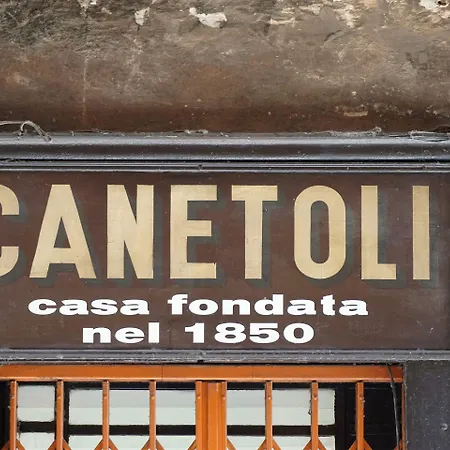 CANETOLI
casa fondata
nel 1850